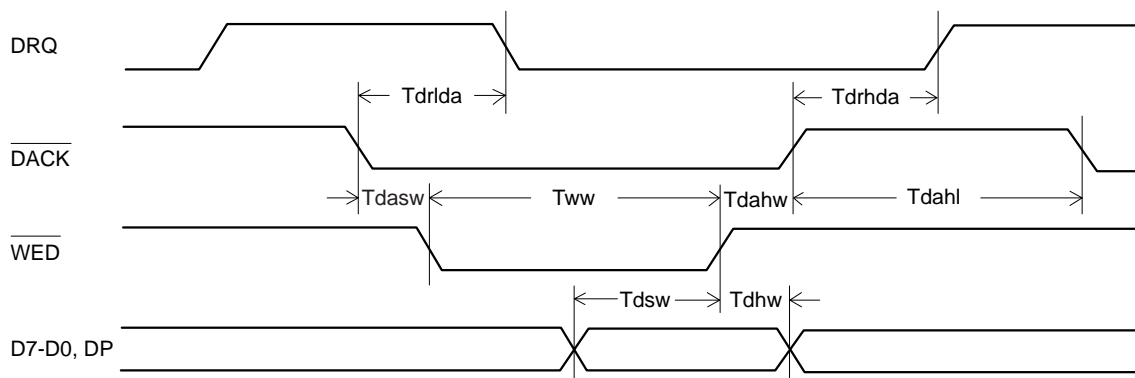 DRQ
Tdrlda
Tdrhda
DACK
Tdasw
Tww
Tdahw
Tdahl
WED
Tdsw
Tdhw
D7-D0, DP